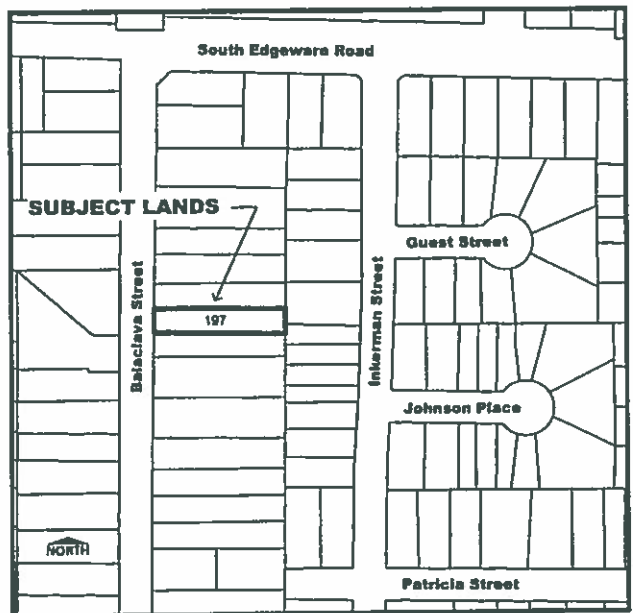 South Edgeware Road
SUBJECT LANDS
Guest Street
Balaclava Street
Inkerman Street
197
Johnson Place
NORTH
Patricia Street